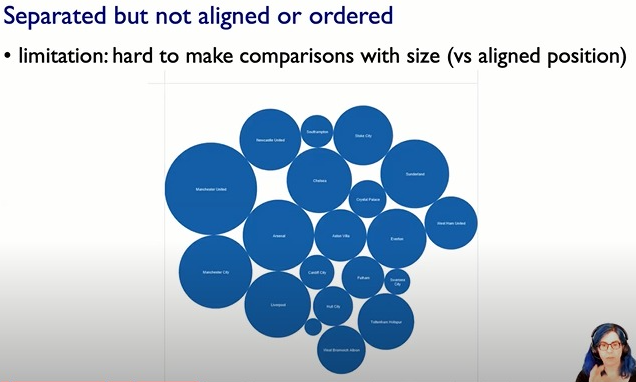 Separated but not aligned or ordered
• limitation: hard to make comparisons with size (vs aligned position)
Newcastle United
Southampton
Stoke City
Manchester United
Chelsea
Sunderland
Crystal Palace
West Ham United
Arsenal
Aston Villa
Everton
Manchester City
Cardiff City
Fulham
Swansea
City
Liverpool
Hull City
Tottenham Hotspur
West Bromwich Albion